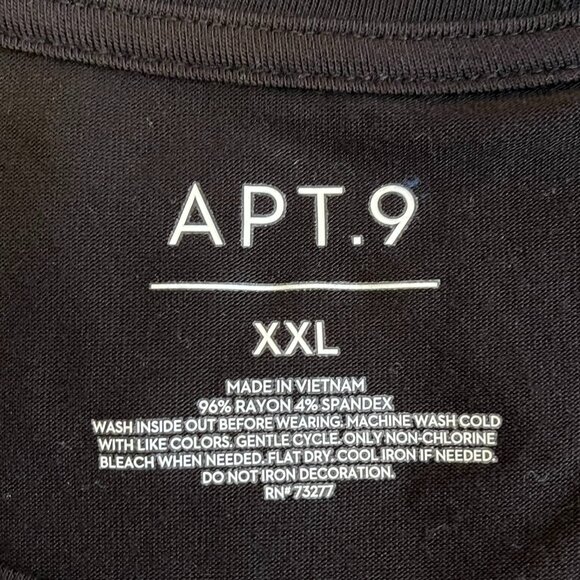 APT.9
XXL
MADE IN VIETNAM
96% RAYON 4% SPANDEX
WASH INSIDE OUT BEFORE WEARING. MACHINE WASH COLD
WITH LIKE COLORS. GENTLE CYCLE. ONLY NON-CHLORINE
BLEACH WHEN NEEDED. FLAT DRY. COOL IRON IF NEEDED.
DO NOT IRON DECORATION.
RN# 73277